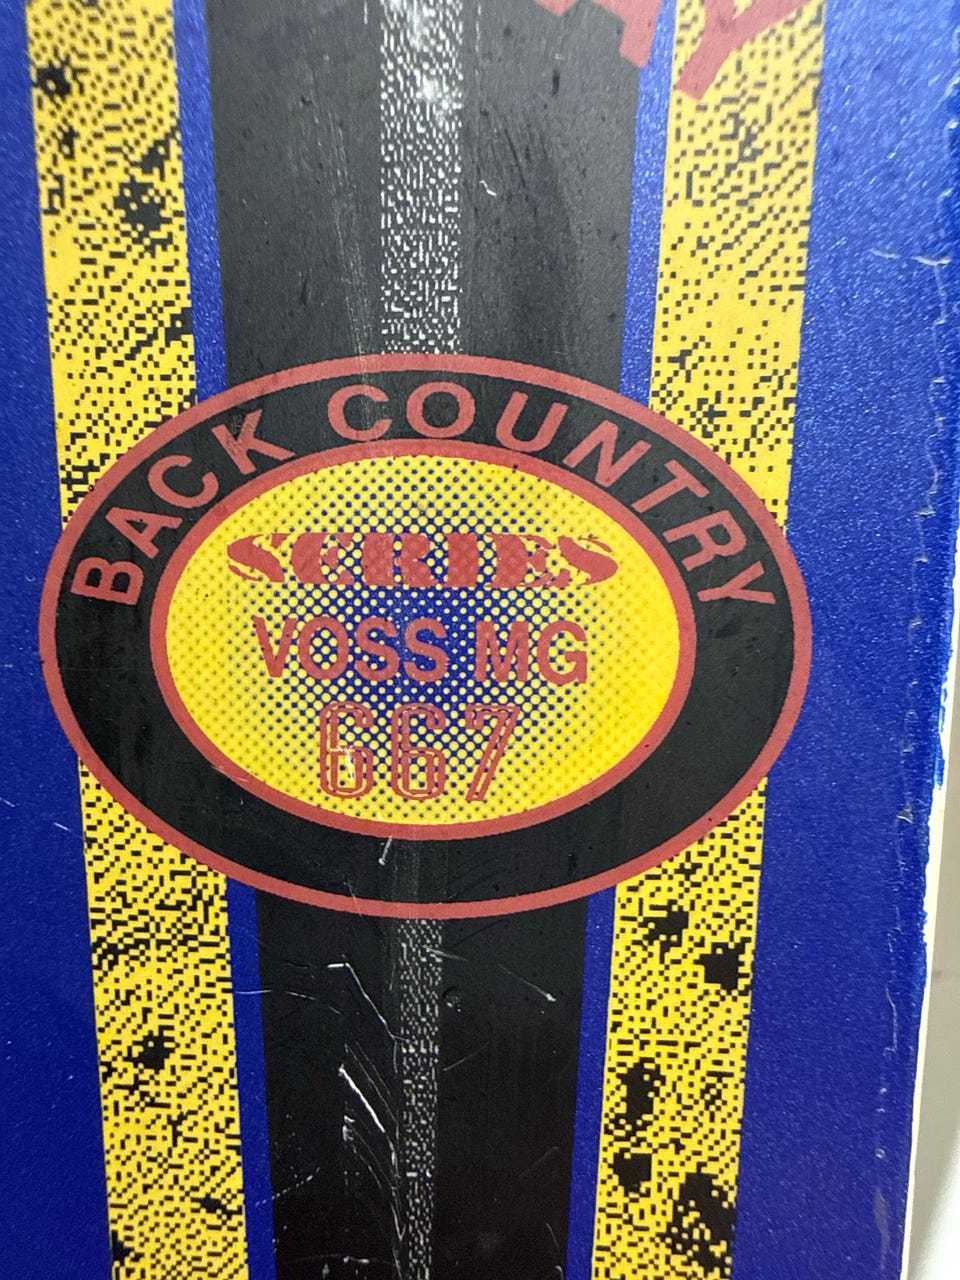 BACK COUNTRY
SERIES
VOSS MG
667